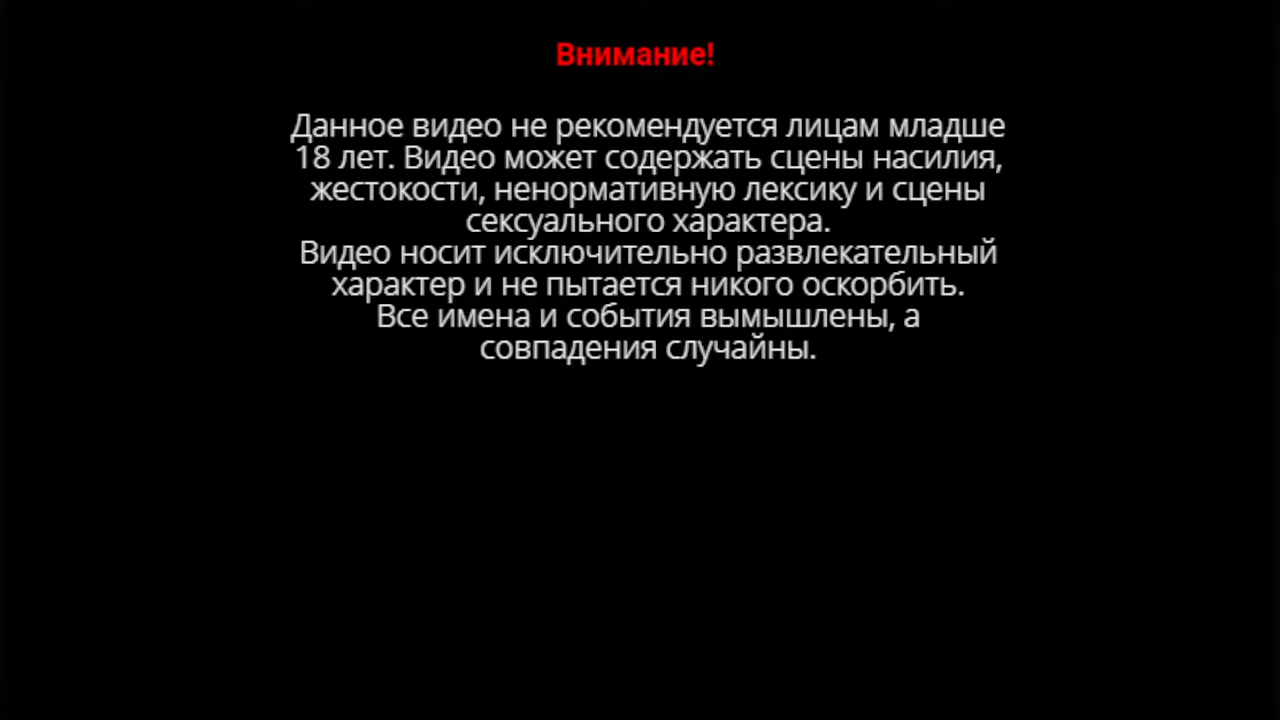 Внимание!
Данное видео не рекомендуется лицам младше
18 лет. Видео может содержать сцены насилия,
жестокости, ненормативную лексику и сцены
сексуального характера.
Видео носит исключительно развлекательный
характер и не пытается никого оскорбить.
Все имена и события вымышлены, а
совпадения случайны.